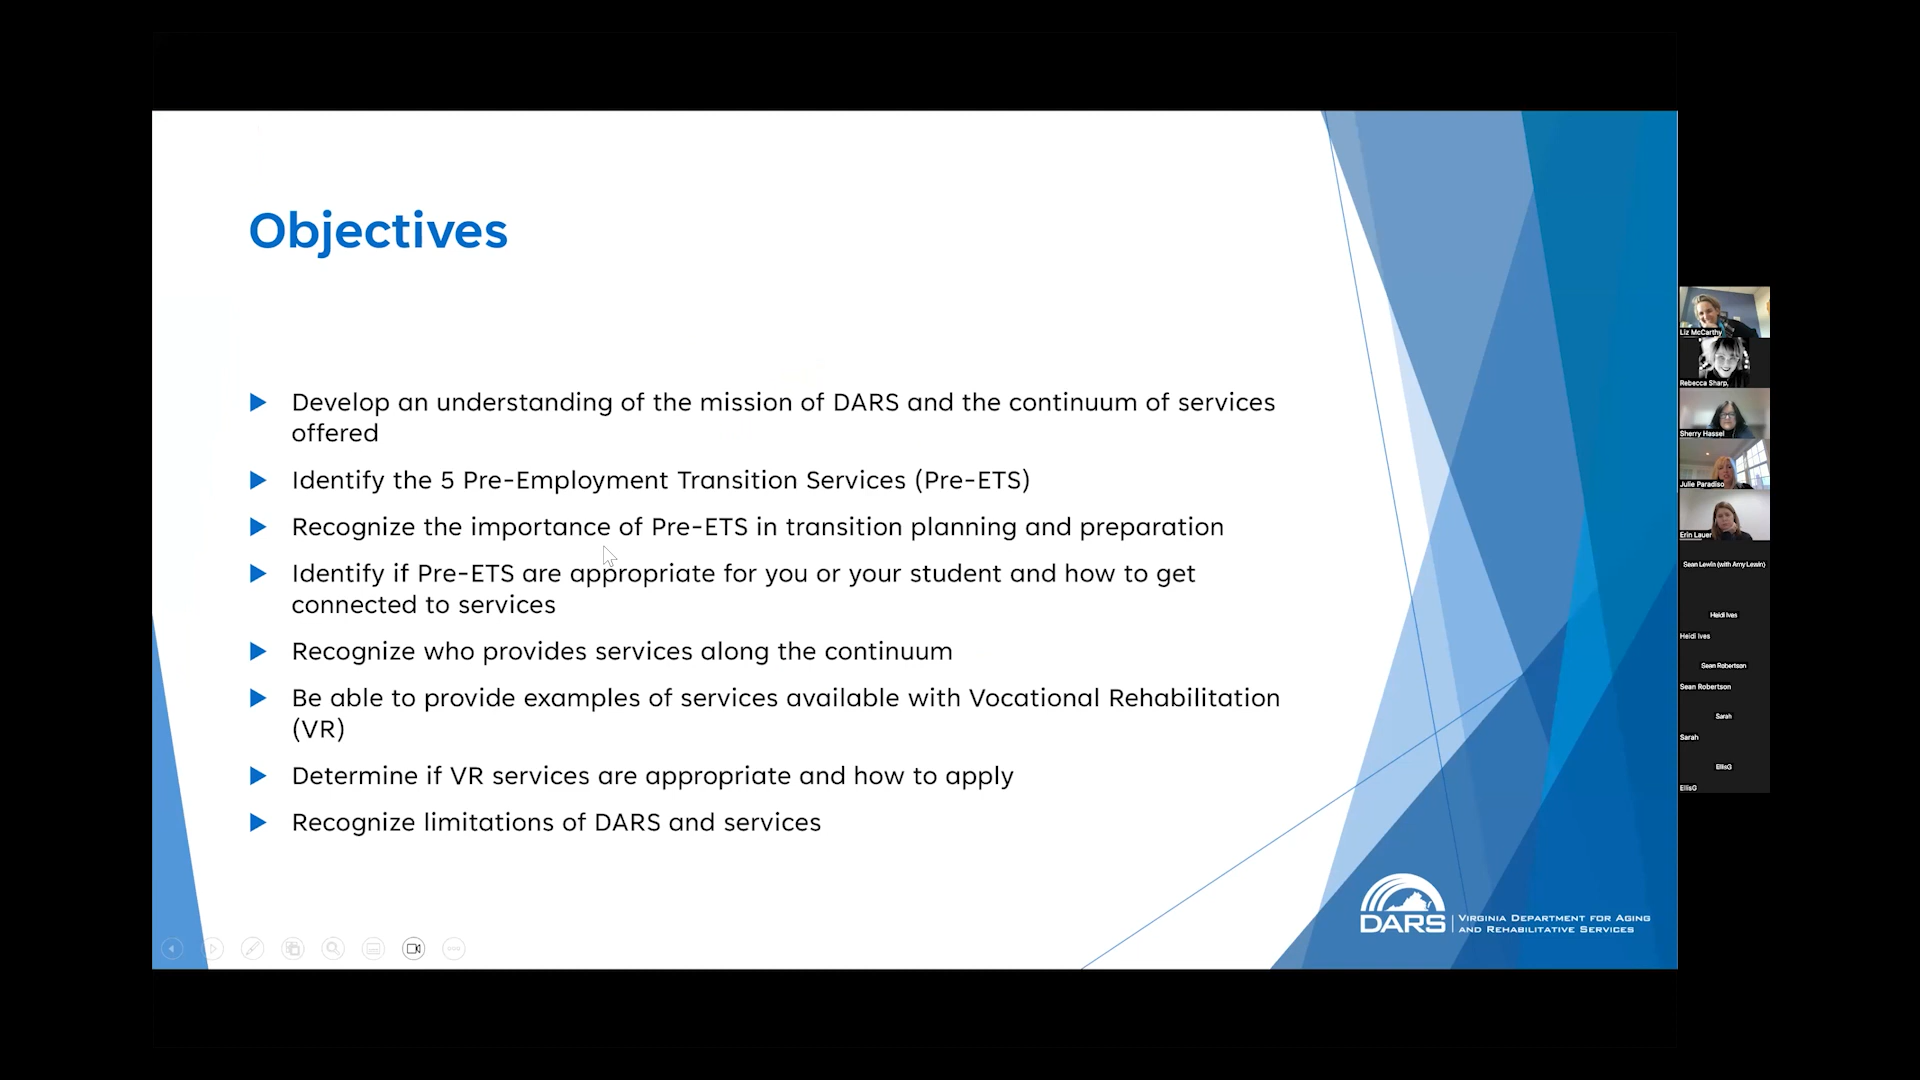 Objectives
Develop an understanding of the mission of DARS and the continuum of services
offered
Identify the 5 Pre-Employment Transition Services (Pre-ETS)
Recognize the importance of Pre-ETS in transition planning and preparation
Identify if Pre-ETS are appropriate for you or your student and how to get
connected to services
Recognize who provides services along the continuum
Be able to provide examples of services available with Vocational Rehabilitation
(VR)
Determine if VR services are appropriate and how to apply
Recognize limitations of DARS and services
DARS
Virginia Department for Aging
and Rehabilitative Services
Liz McCarthy
Rebecca Sharp,
Sherry Hassel
Julie Paradiso
Erin Lauer
Sean Lewin (with Amy Lewin)
Heidi Ives
Heidi Ives
Sean Robertson
Sean Robertson
Sarah
Sarah
EllisG
EllisG